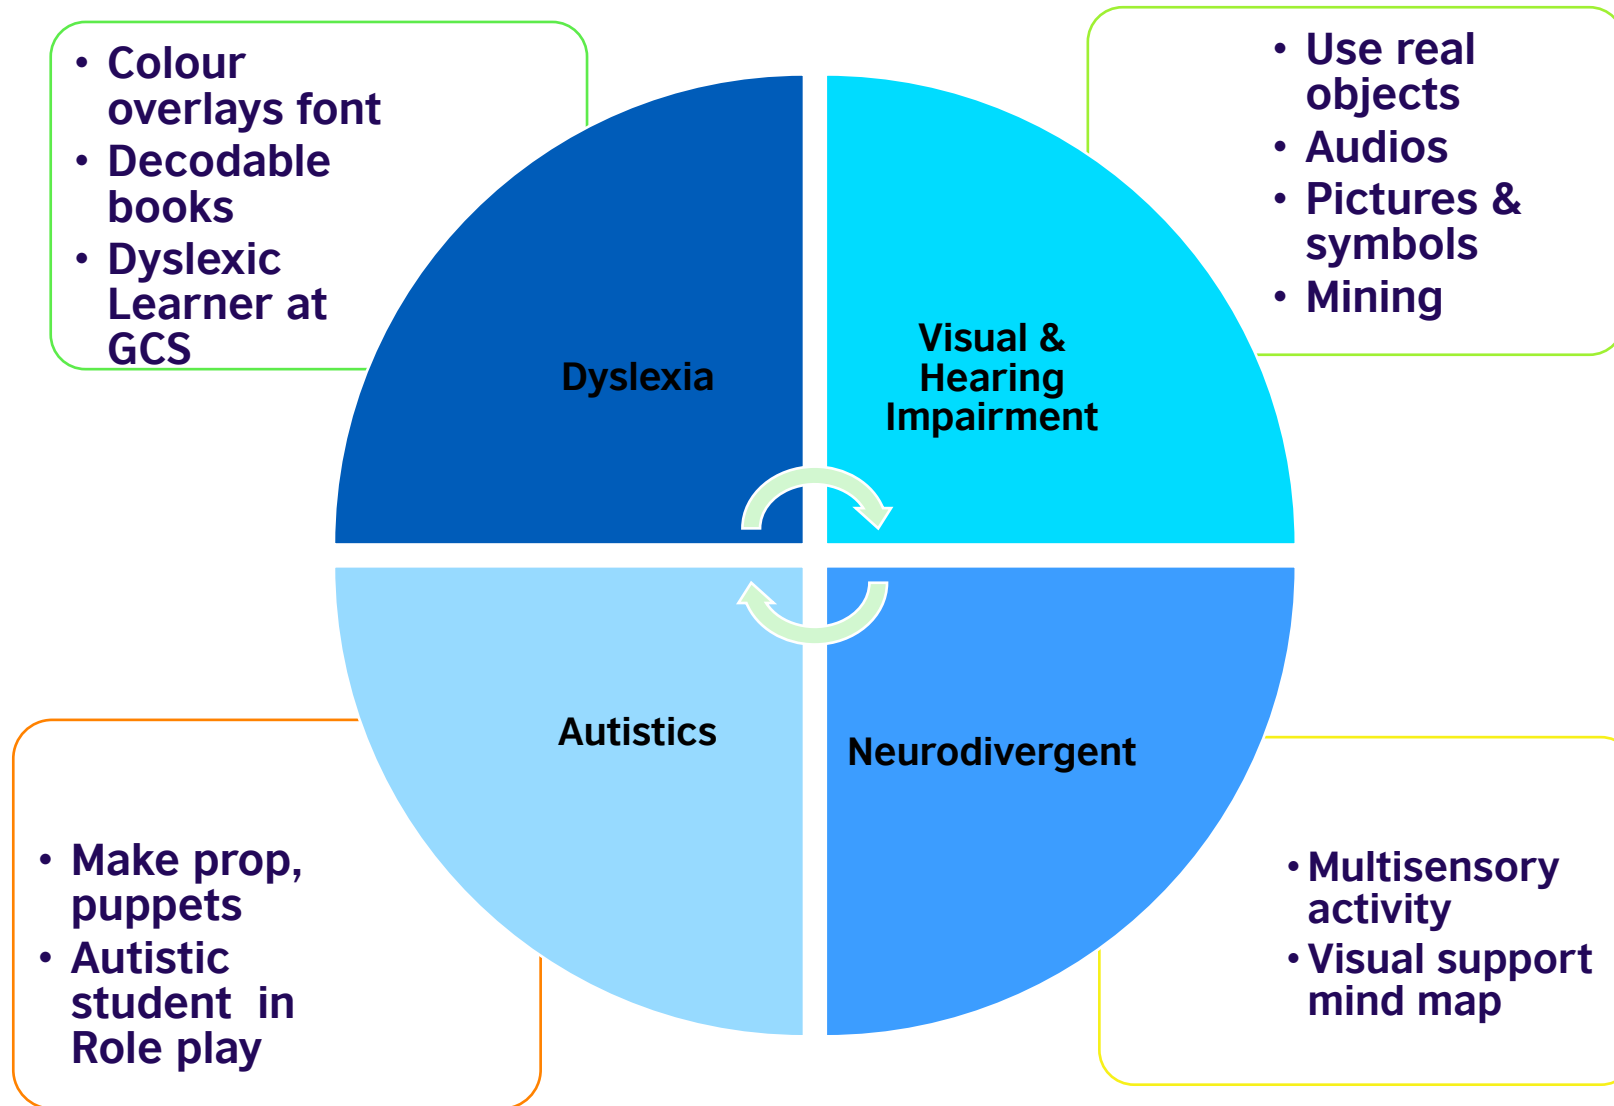 • Colour
overlays font
• Decodable
books
• Dyslexic
Learner at
GCS
• Use real
objects
• Audios
• Pictures &
symbols
• Mining
Dyslexia
Visual &
Hearing
Impairment
Autistics
Neurodivergent
• Make prop,
puppets
• Autistic
student in
Role play
• Multisensory
activity
• Visual support
mind map